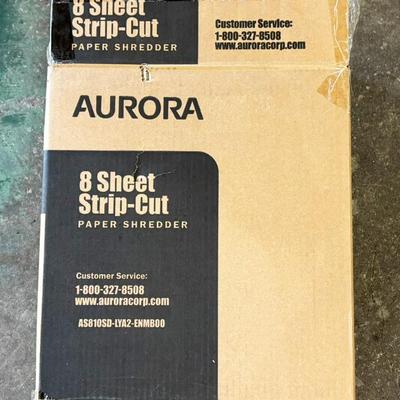 8 Sheet
Strip-Cut
PAPER SHREDDER
Customer Service:
1-800-327-8508
www.auroracorp.com
AURORA
8 Sheet
Strip-Cut
PAPER SHREDDER
Customer Service:
1-800-327-8508
www.auroracorp.com
AS810SD-LYA2-ENMB00